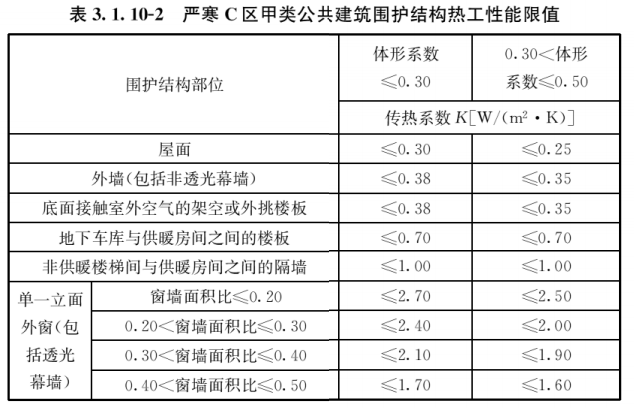 表 3.1.10-2 严寒 C 区甲类公共建筑围护结构热工性能限值
围护结构部位
体形系数
≤0.30
0.30<体形
系数≤0.50
传热系数 K[W/(m²·K)]
屋面 ≤0.30 ≤0.25
外墙(包括非透光幕墙) ≤0.38 ≤0.35
底面接触室外空气的架空或外挑楼板 ≤0.38 ≤0.35
地下车库与供暖房间之间的楼板 ≤0.70 ≤0.70
非供暖楼梯间与供暖房间之间的隔墙 ≤1.00 ≤1.00
单一立面
外窗(包
括透光
幕墙)
窗墙面积比≤0.20 ≤2.70 ≤2.50
0.20<窗墙面积比≤0.30 ≤2.40 ≤2.00
0.30<窗墙面积比≤0.40 ≤2.10 ≤1.90
0.40<窗墙面积比≤0.50 ≤1.70 ≤1.60